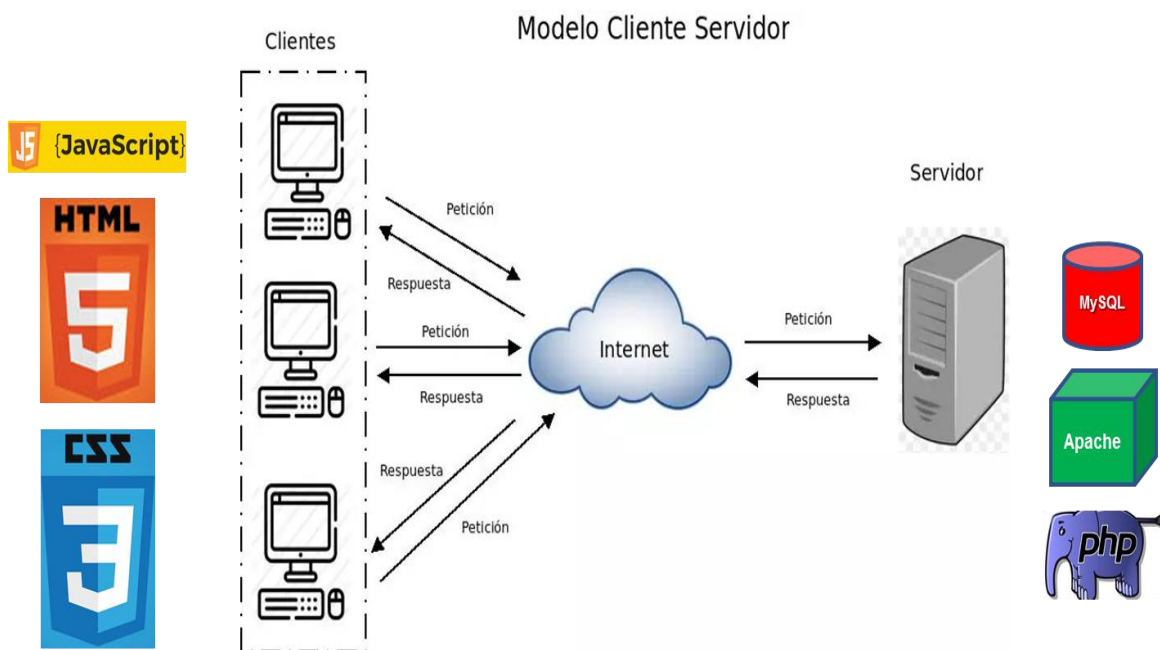 Modelo Cliente Servidor
Clientes
JS {JavaScript}
HTML
5
CSS
3
Petición
Respuesta
Petición
Respuesta
Respuesta
Petición
Internet
Petición
Respuesta
Servidor
MySQL
Apache
php